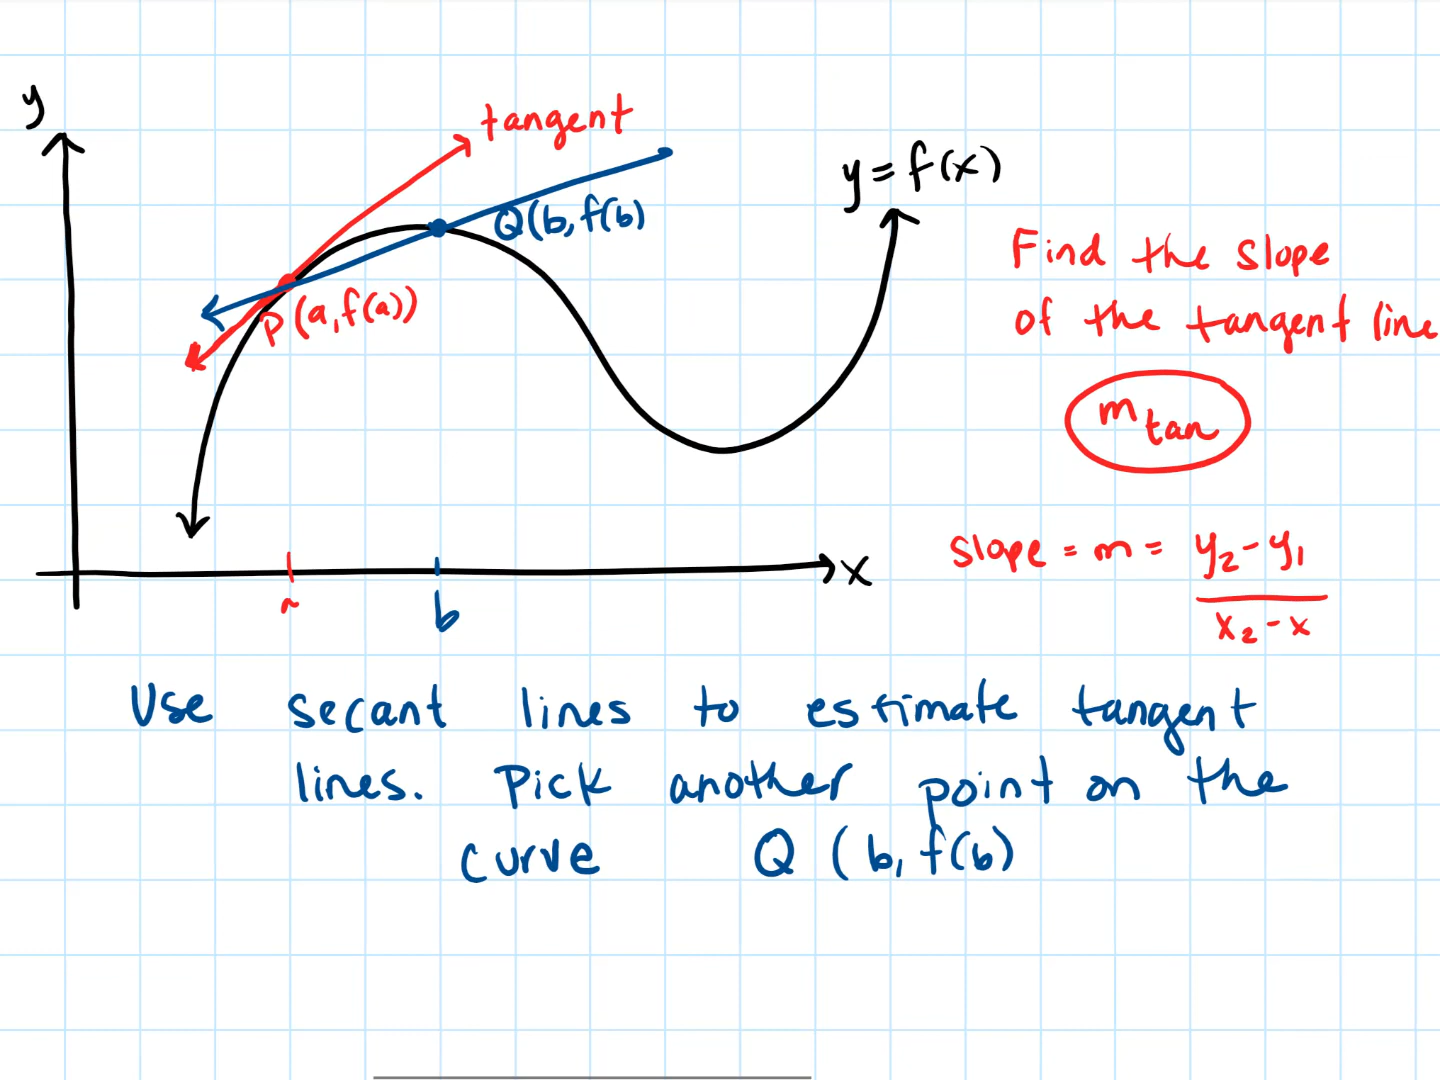 y
tangent
y = f(x)
Q(b, f(b)
P(a, f(a))
Find the slope
of the tangent line
m tan
slope = m = y₂ - y₁
x₂ - x
x
a
b
Use secant lines to estimate tangent
lines. Pick another point on the
curve Q (b, f(b)